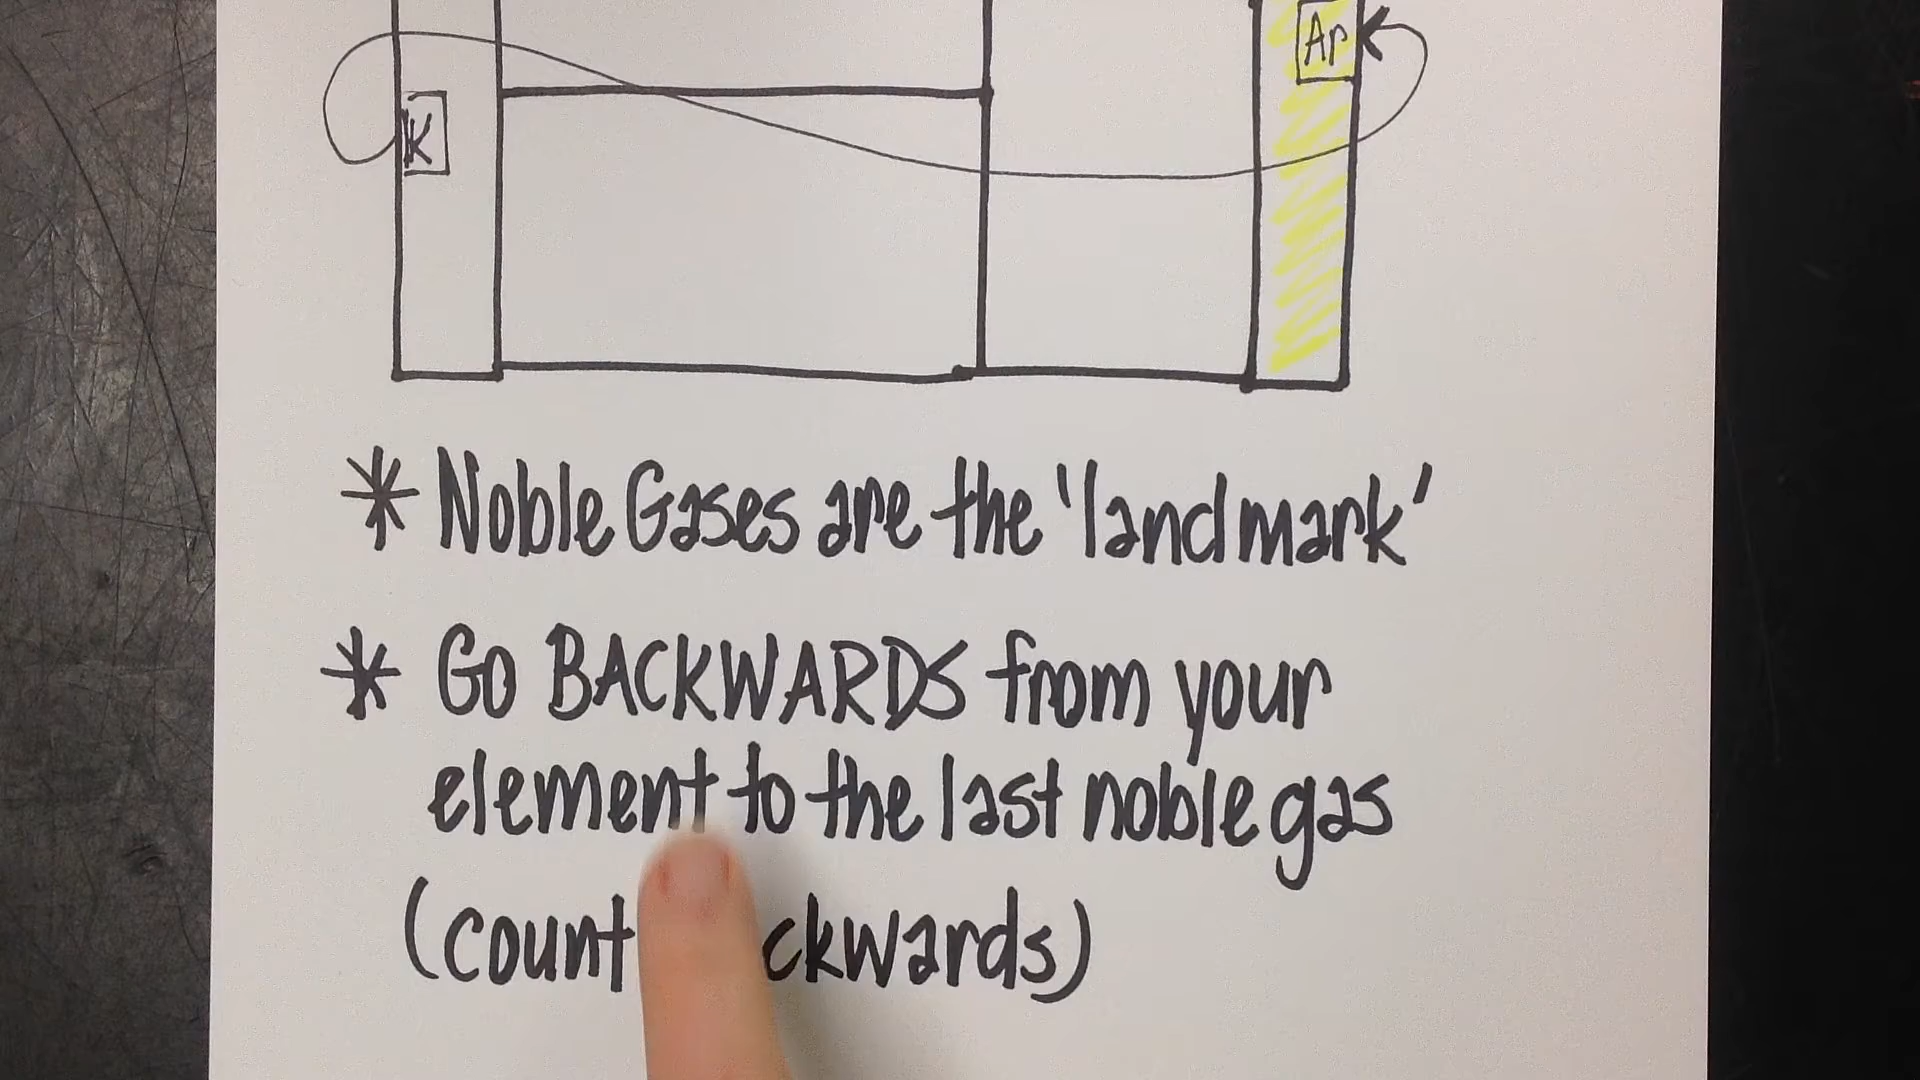 Ar
K
* Noble Gases are the 'landmark'
* Go BACKWARDS from your
element to the last noble gas
(count ckwards)